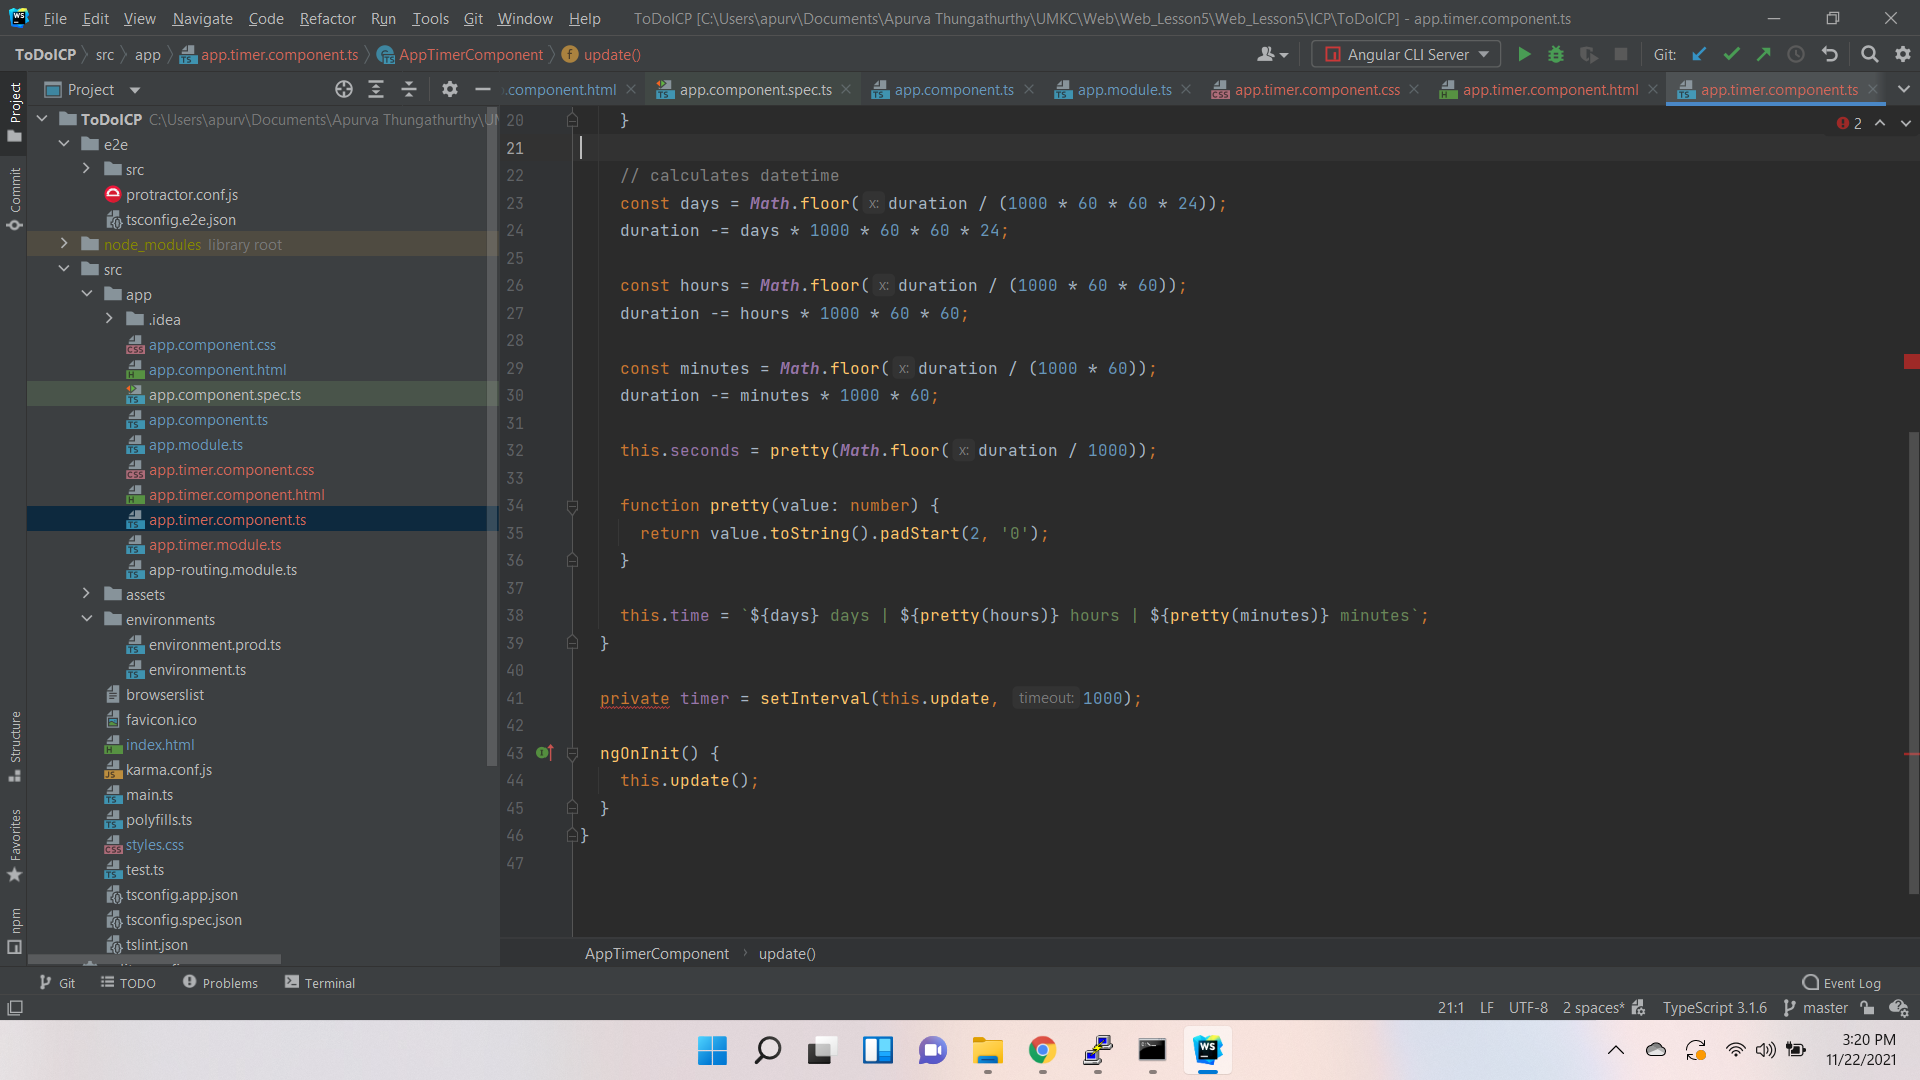 File Edit View Navigate Code Refactor Run Tools Git Window Help ToDoICP [C:\Users\apurv\Documents\Apurva Thungathurthy\UMKC\Web\Web_Lesson5\Web_Lesson5\ICP\ToDoICP] - app.timer.component.ts
ToDoICP src app app.timer.component.ts AppTimerComponent update() Angular CLI Server Git:
Project .component.html app.component.spec.ts app.component.ts app.module.ts app.timer.component.css app.timer.component.html app.timer.component.ts
Project
Commit
Structure
Favorites
npm
ToDoICP C:\Users\apurv\Documents\Apurva Thungathurthy\
e2e
src
protractor.conf.js
tsconfig.e2e.json
node_modules library root
src
app
.idea
app.component.css
app.component.html
app.component.spec.ts
app.component.ts
app.module.ts
app.timer.component.css
app.timer.component.html
app.timer.component.ts
app.timer.module.ts
app-routing.module.ts
assets
environments
environment.prod.ts
environment.ts
browserslist
favicon.ico
index.html
karma.conf.js
main.ts
polyfills.ts
styles.css
test.ts
tsconfig.app.json
tsconfig.spec.json
tslint.json
2
20 }
21
22 // calculates datetime
23 const days = Math.floor( x: duration / (1000 * 60 * 60 * 24));
24 duration -= days * 1000 * 60 * 60 * 24;
25
26 const hours = Math.floor( x: duration / (1000 * 60 * 60));
27 duration -= hours * 1000 * 60 * 60;
28
29 const minutes = Math.floor( x: duration / (1000 * 60));
30 duration -= minutes * 1000 * 60;
31
32 this.seconds = pretty(Math.floor( x: duration / 1000));
33
34 function pretty(value: number) {
35 return value.toString().padStart(2, '0');
36 }
37
38 this.time = `${days} days | ${pretty(hours)} hours | ${pretty(minutes)} minutes`;
39 }
40
41 private timer = setInterval(this.update, timeout: 1000);
42
43 ngOnInit() {
44 this.update();
45 }
46 }
47
AppTimerComponent update()
Git TODO Problems Terminal Event Log
21:1 LF UTF-8 2 spaces* TypeScript 3.1.6 master
WS
3:20 PM
11/22/2021